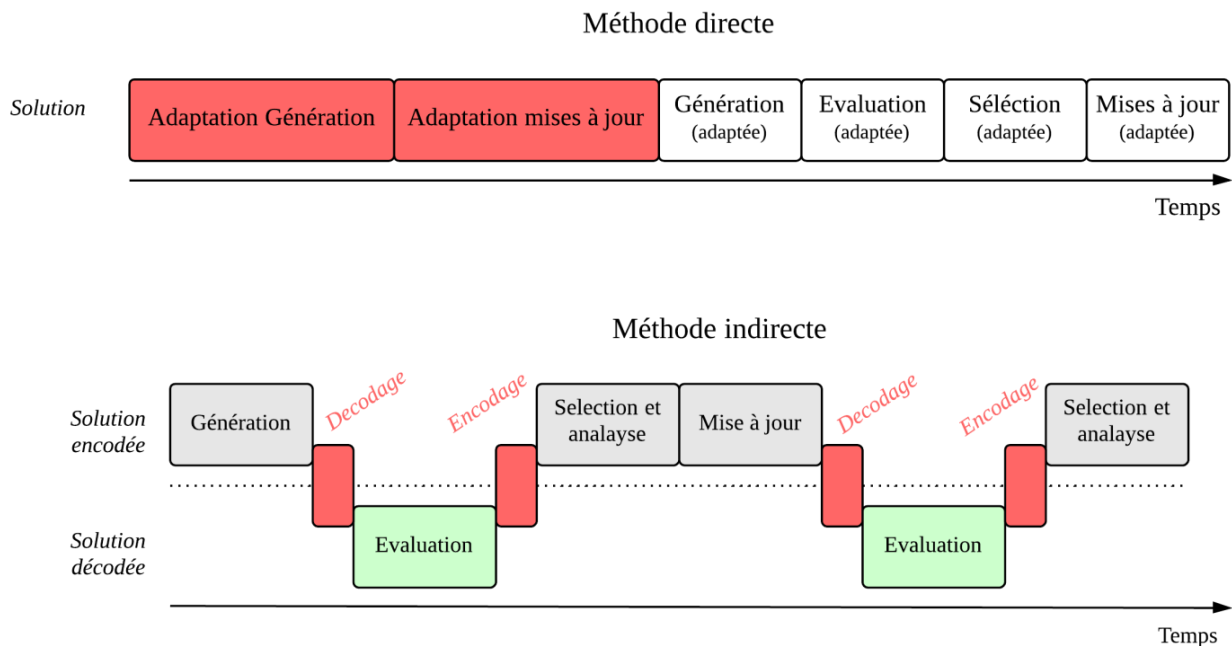 Méthode directe
Solution
Adaptation Génération
Adaptation mises à jour
Génération
(adaptée)
Evaluation
(adaptée)
Séléction
(adaptée)
Mises à jour
(adaptée)
Temps
Méthode indirecte
Solution
encodée
Génération
Decodage
Encodage
Selection et
analayse
Mise à jour
Decodage
Encodage
Selection et
analayse
Solution
décodée
Evaluation
Evaluation
Temps